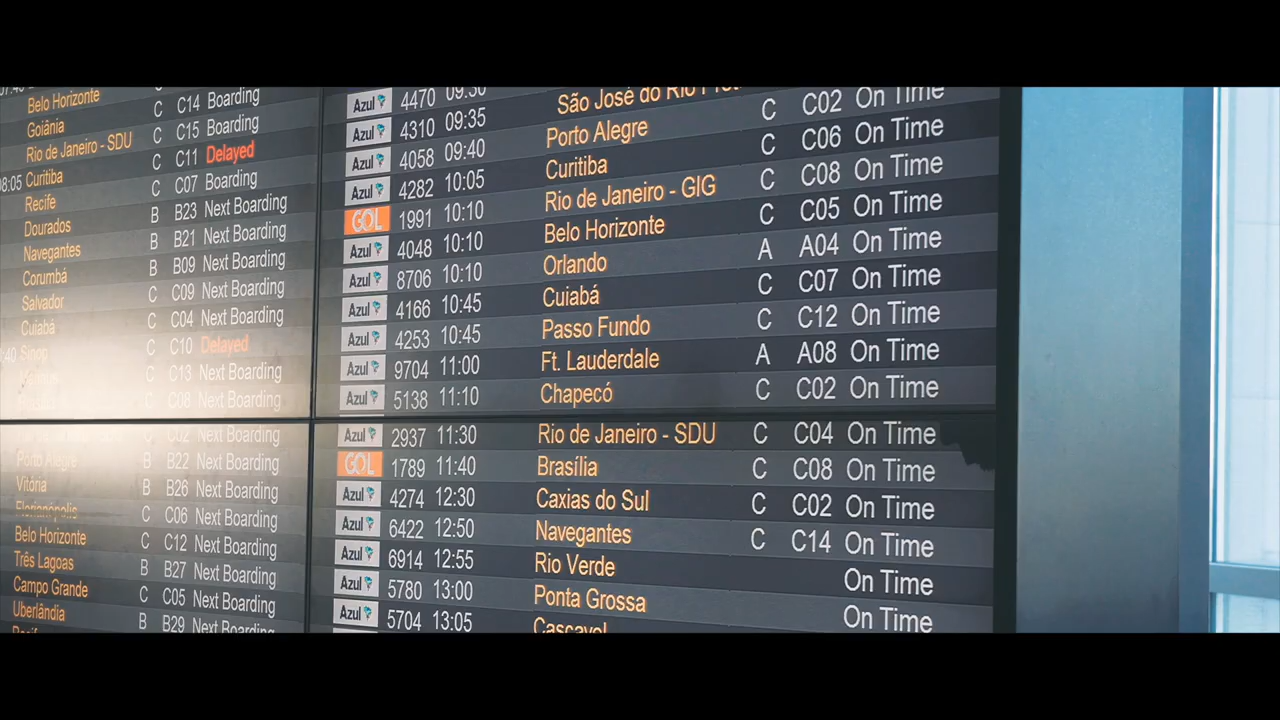 Belo Horizonte C
Goiânia C C14 Boarding
Rio de Janeiro - SDU C C15 Boarding
08:05 Curitiba C C11 Delayed
Recife C C07 Boarding
Dourados B B23 Next Boarding
Navegantes B B21 Next Boarding
Corumbá B B09 Next Boarding
Salvador C C09 Next Boarding
Cuiabá C C04 Next Boarding
:40 Sinop C C10 Delayed
C C13 Next Boarding
C C08 Next Boarding
C C02 Next Boarding
Porto Alegre B B22 Next Boarding
Vitória B B26 Next Boarding
Florianópolis C C06 Next Boarding
Belo Horizonte C C12 Next Boarding
Três Lagoas B B27 Next Boarding
Campo Grande C C05 Next Boarding
Uberlândia B B29 Next Boarding
Azul 4470 09:30
Azul 4310 09:35 São José do Rio
Azul 4058 09:40 Porto Alegre C C02 On Time
Azul 4282 10:05 Curitiba C C06 On Time
GOL 1991 10:10 Rio de Janeiro - GIG C C08 On Time
Azul 4048 10:10 Belo Horizonte C C05 On Time
Azul 8706 10:10 Orlando A A04 On Time
Azul 4166 10:45 Cuiabá C C07 On Time
Azul 4253 10:45 Passo Fundo C C12 On Time
Azul 9704 11:00 Ft. Lauderdale A A08 On Time
Azul 5138 11:10 Chapecó C C02 On Time
Azul 2937 11:30 Rio de Janeiro - SDU C C04 On Time
GOL 1789 11:40 Brasília C C08 On Time
Azul 4274 12:30 Caxias do Sul C C02 On Time
Azul 6422 12:50 Navegantes C C14 On Time
Azul 6914 12:55 Rio Verde On Time
Azul 5780 13:00 Ponta Grossa On Time
Azul 5704 13:05 Cascavel